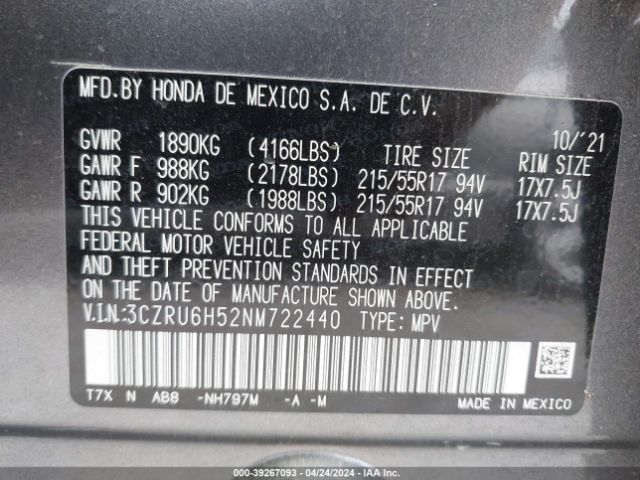 MFD.BY HONDA DE MEXICO S.A. DE C.V.
10/'21
GVWR 1890KG (4166LBS) TIRE SIZE RIM SIZE
GAWR F 988KG (2178LBS) 215/55R17 94V 17X7.5J
GAWR R 902KG (1988LBS) 215/55R17 94V 17X7.5J
THIS VEHICLE CONFORMS TO ALL APPLICABLE
FEDERAL MOTOR VEHICLE SAFETY
AND THEFT PREVENTION STANDARDS IN EFFECT
ON THE DATE OF MANUFACTURE SHOWN ABOVE.
V.I.N.:3CZRU6H52NM722440 TYPE: MPV
T7X N AB8 -NH797M -A -M
MADE IN MEXICO
000-39267093 - 04/24/2024 - IAAI.COM